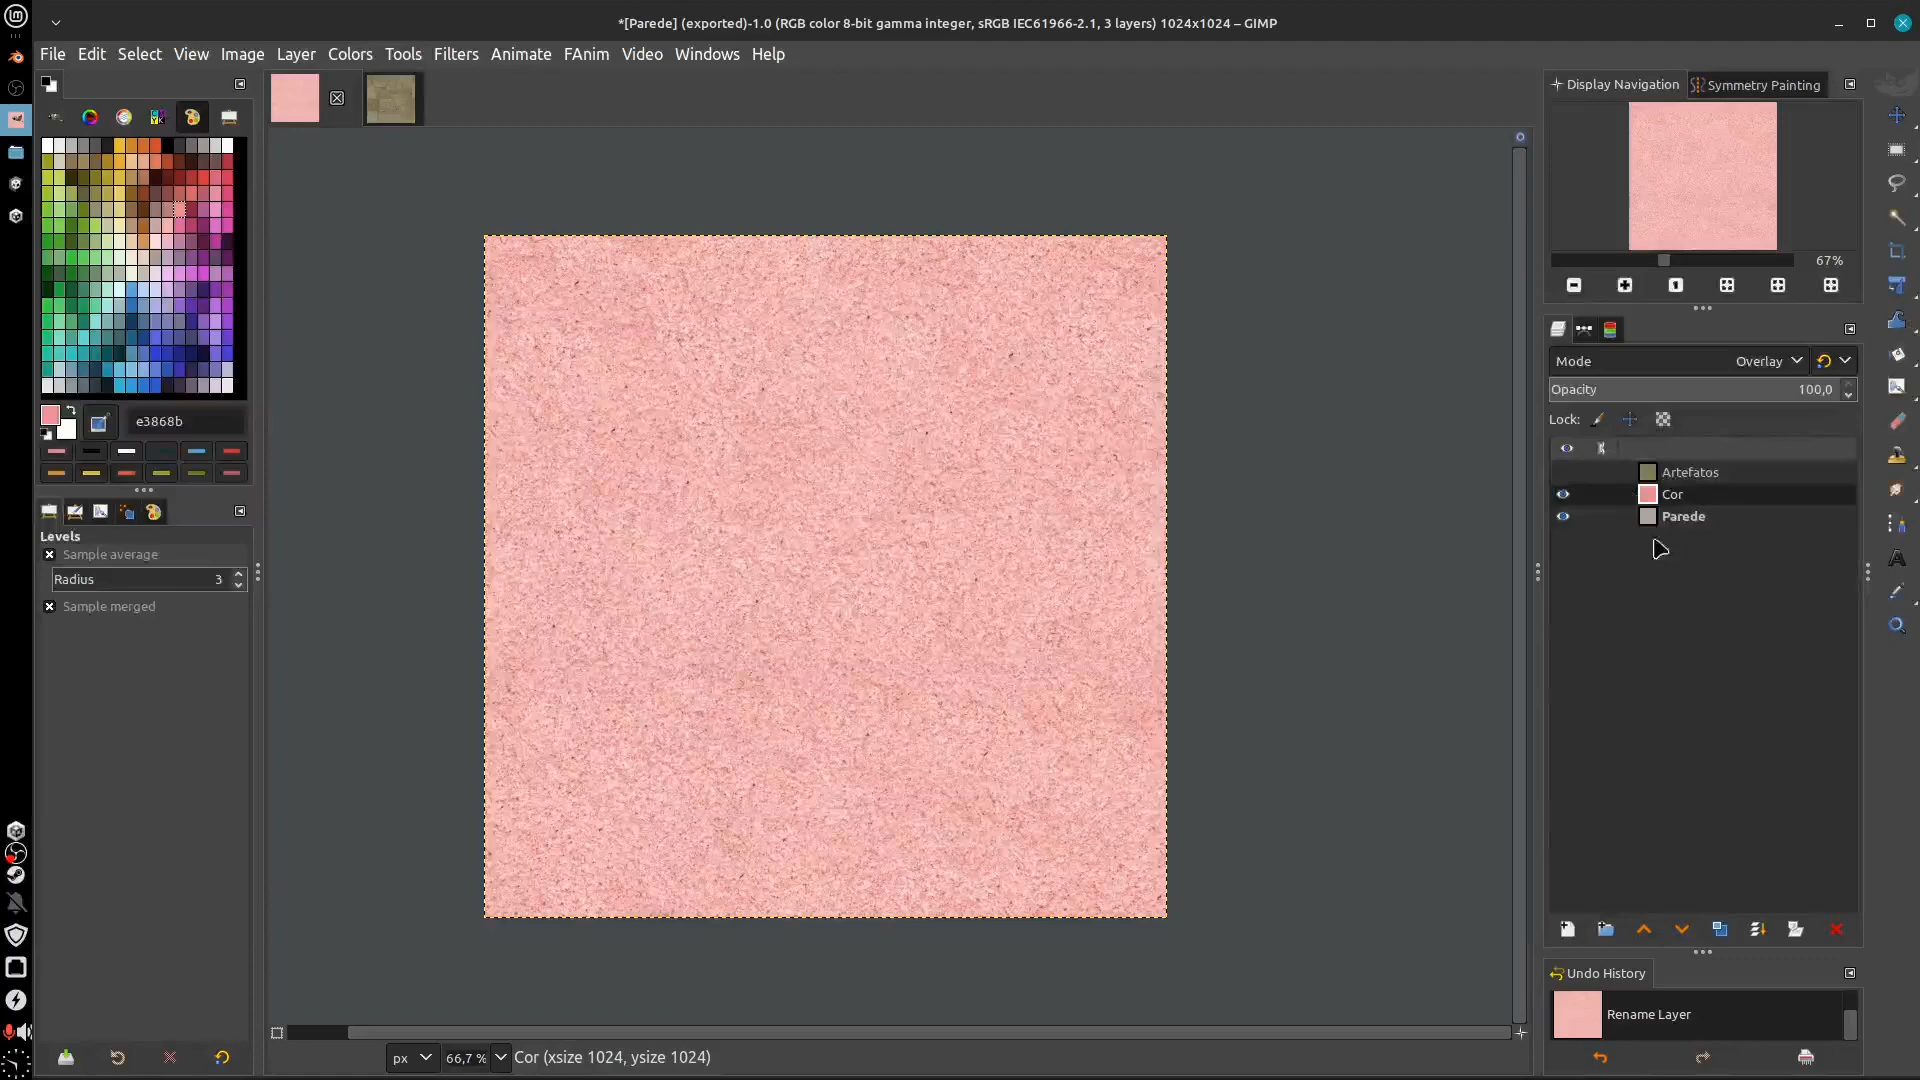 *[Parede] (exported)-1.0 (RGB color 8-bit gamma integer, sRGB IEC61966-2.1, 3 layers) 1024x1024 – GIMP
File Edit Select View Image Layer Colors Tools Filters Animate FAnim Video Windows Help
Display Navigation
Symmetry Painting
67%
Mode
Overlay
Opacity
100,0
Lock:
Artefatos
Cor
Parede
e3868b
Levels
Sample average
Radius
3
Sample merged
Undo History
Rename Layer
px
66,7 %
Cor (xsize 1024, ysize 1024)